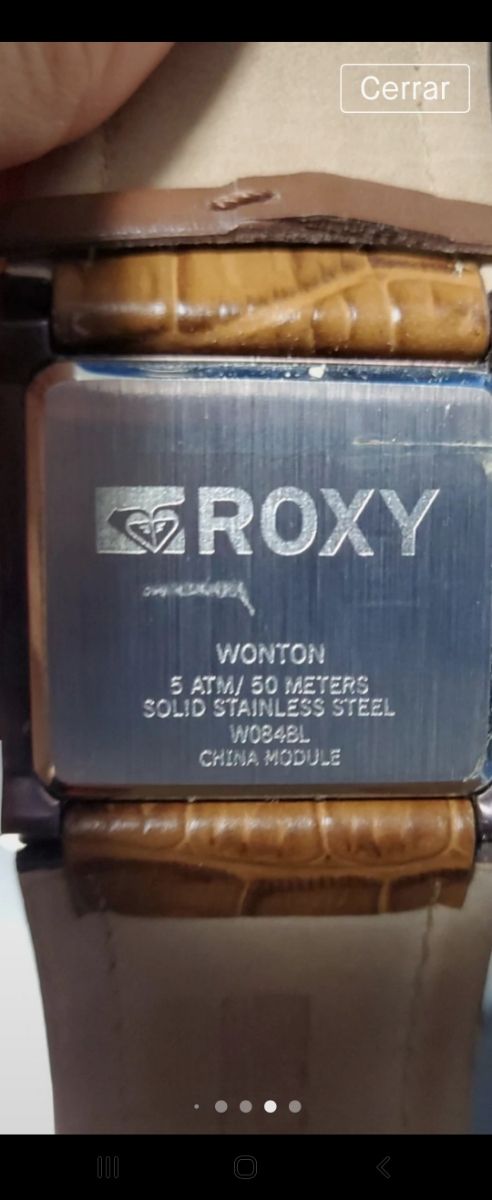 Cerrar
ROXY
WONTON
5 ATM/ 50 METERS
SOLID STAINLESS STEEL
W084BL
CHINA MODULE